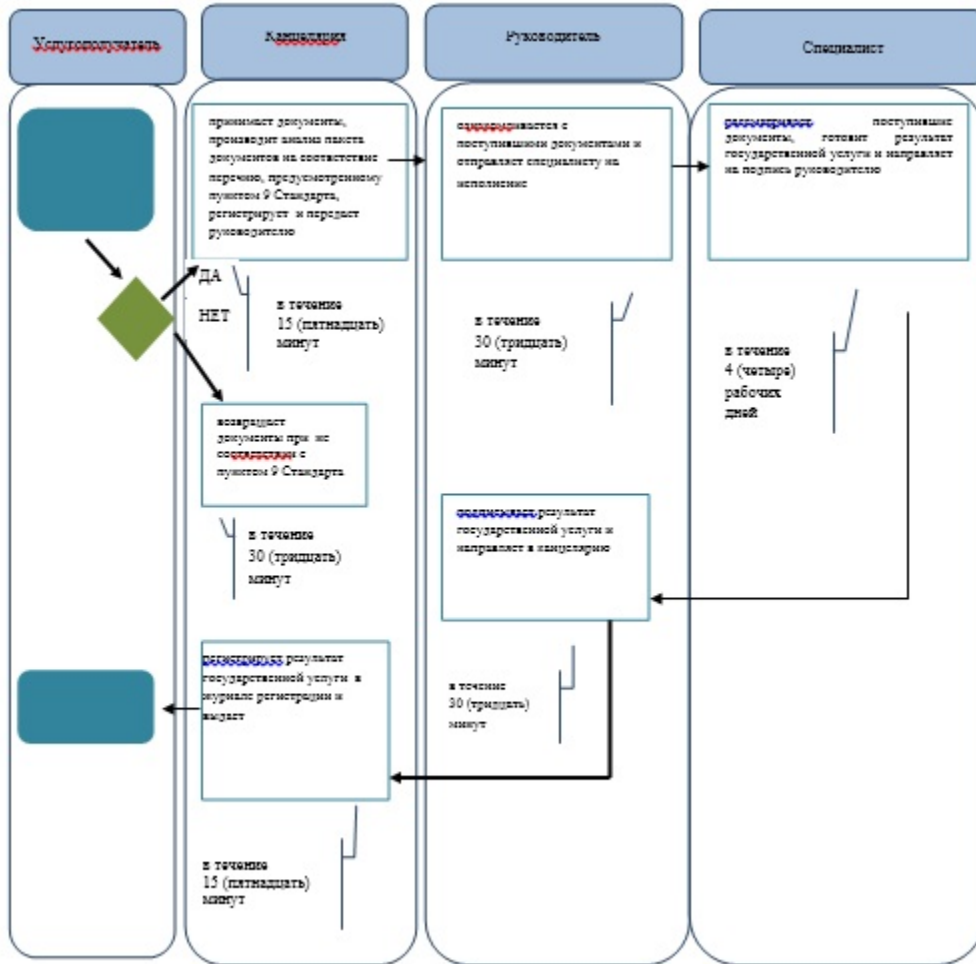 Услугополучатель
Канцелярия
Руководитель
Специалист
принимает документы,
производит анализ пакета
документов на соответствие
перечню, предусмотренному
пунктом 9 Стандарта,
регистрирует и передает
руководителю
ознакамливается с
поступившими документами и
отправляет специалисту на
исполнение
рассматривает поступившие
документы, готовит результат
государственной услуги и направляет
на подпись руководителю
ДА
НЕТ
в течение
15 (пятнадцать)
минут
в течение
30 (тридцать)
минут
в течение
4 (четыре)
рабочих
дней
возвращает
документы при не
соответствии с
пунктом 9 Стандарта
в течение
30 (тридцать)
минут
подписывает результат
государственной услуги и
направляет в канцелярию
в течение
30 (тридцать)
минут
регистрирует результат
государственной услуги в
журнале регистрации и
выдает
в течение
15 (пятнадцать)
минут